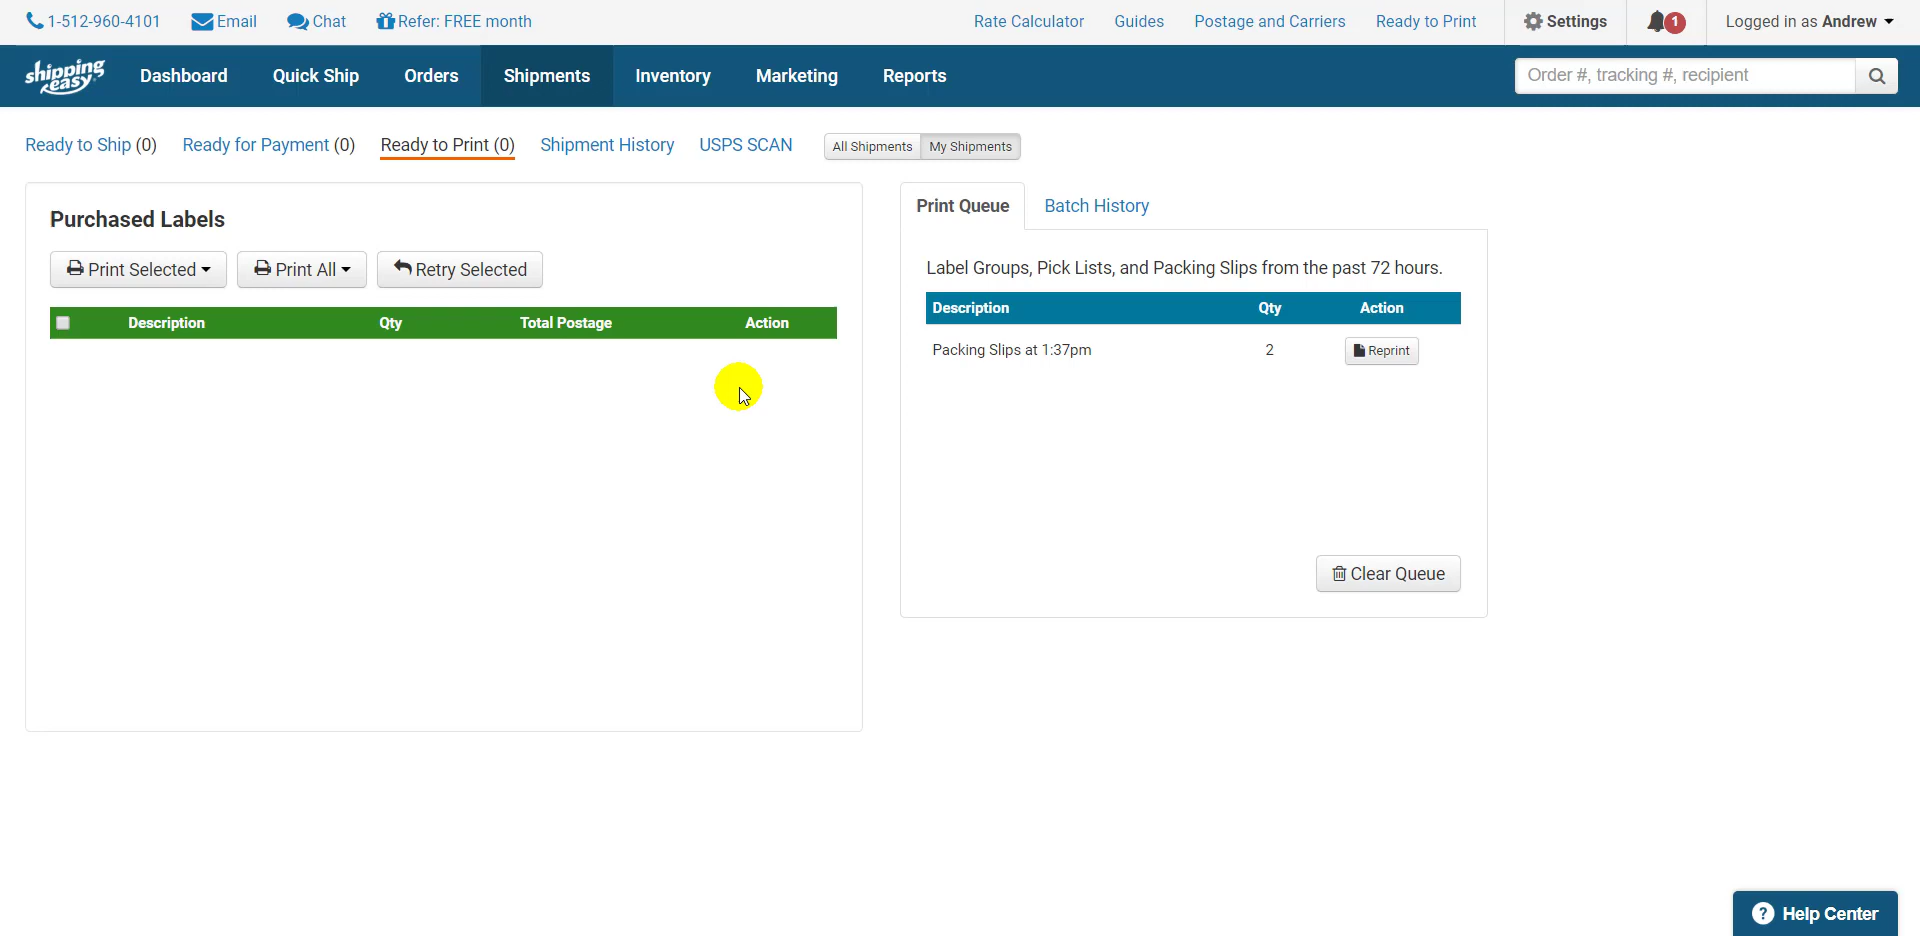 1-512-960-4101 Email Chat Refer: FREE month Rate Calculator Guides Postage and Carriers Ready to Print Settings 1 Logged in as Andrew
shipping easy Dashboard Quick Ship Orders Shipments Inventory Marketing Reports Order #, tracking #, recipient
Ready to Ship (0) Ready for Payment (0) Ready to Print (0) Shipment History USPS SCAN All Shipments My Shipments
Purchased Labels
Print Selected Print All Retry Selected
Description Qty Total Postage Action
Print Queue Batch History
Label Groups, Pick Lists, and Packing Slips from the past 72 hours.
Description Qty Action
Packing Slips at 1:37pm 2 Reprint
Clear Queue
? Help Center